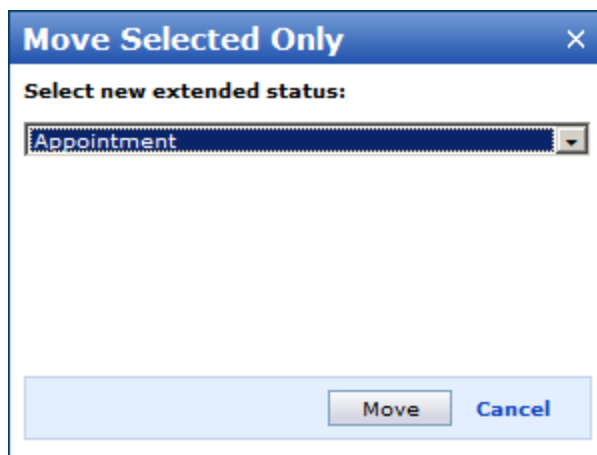 Move Selected Only
Select new extended status:
Appointment
Move Cancel